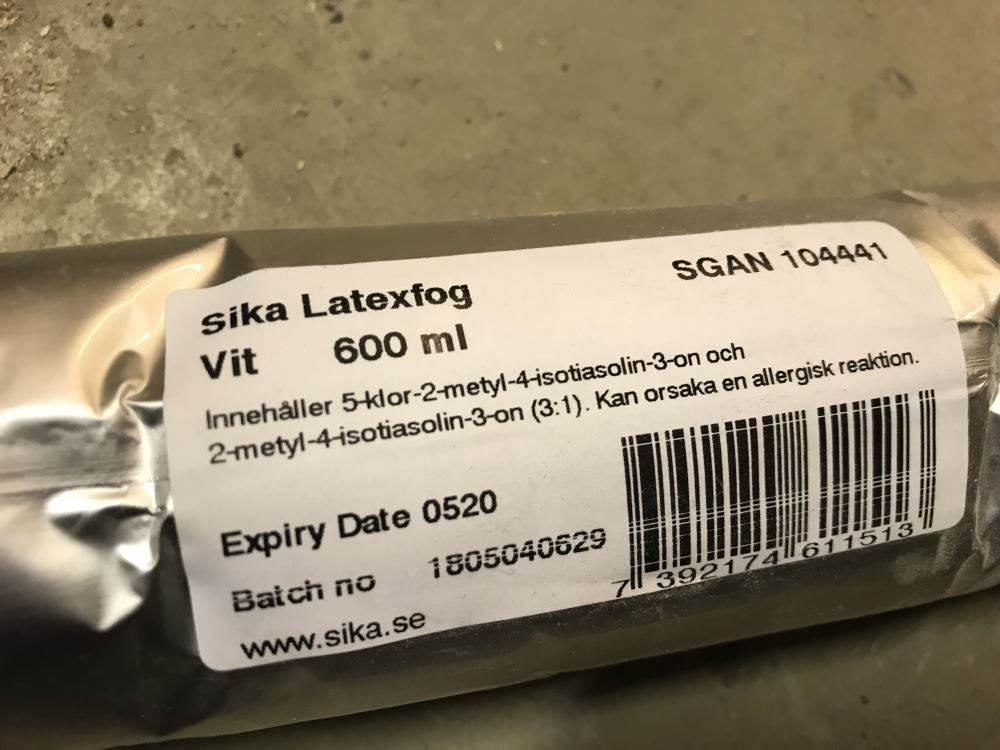 Sika Latexfog
SGAN 104441
Vit 600 ml
Innehåller 5-klor-2-metyl-4-isotiasolin-3-on och
2-metyl-4-isotiasolin-3-on (3:1). Kan orsaka en allergisk reaktion.
Expiry Date 0520
Batch no 1805040629
www.sika.se
7 392174 611513